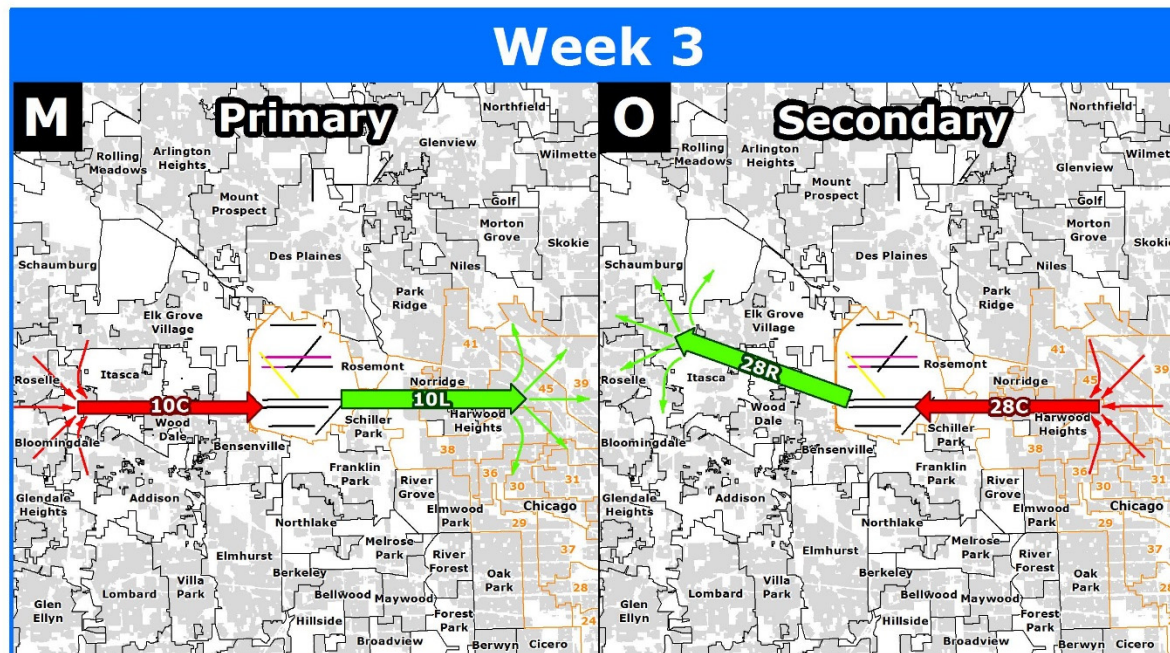 Week 3
M
Primary
Northfield
Glenview
Wilmette
Rolling
Meadows
Arlington
Heights
Mount
Prospect
Golf
Morton
Grove
Skokie
Des Plaines
Niles
Schaumburg
Park
Ridge
Elk Grove
Village
41
Rosemont
Roselle
Itasca
Norridge
45
39
10C
10L
Wood
Dale
Schiller
Park
Harwood
Heights
Bloomingdale
Bensenville
38
Franklin
Park
36
30
31
Glendale
Heights
Addison
River
Grove
Elmwood
Park
Chicago
Northlake
29
Melrose
Park
Elmhurst
River
Forest
37
Berkeley
Oak
Park
Villa
Park
Lombard
Bellwood
Maywood
28
Glen
Ellyn
Hillside
Forest
Park
24
Broadview
Berwyn
Cicero
O
Secondary
Northfield
Glenview
Wilmett
Rolling
Meadows
Arlington
Heights
Mount
Prospect
Golf
Morton
Grove
Skokie
Des Plaines
Niles
Schaumburg
Park
Ridge
Elk Grove
Village
41
28R
Rosemont
Roselle
Itasca
Norridge
45
39
28C
Wood
Dale
Schiller
Park
Harwood
Heights
Bloomingdale
Bensenville
38
Franklin
Park
36
30
31
Glendale
Heights
Addison
River
Grove
Elmwood
Park
Chicago
Northlake
29
Melrose
Park
Elmhurst
River
Forest
37
Berkeley
Oak
Park
Villa
Park
Lombard
Bellwood
Maywood
28
Glen
Ellyn
Hillside
Forest
Park
Broadview
Berwyn
Cicero